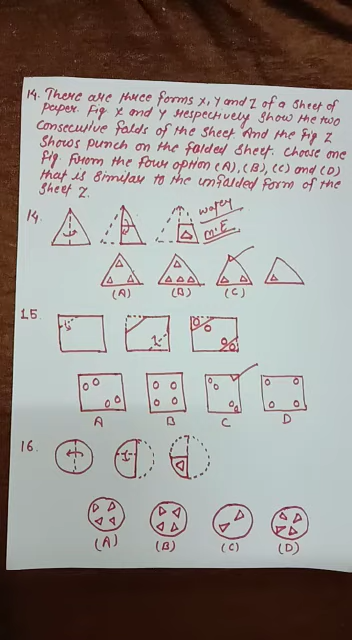 14. There are three forms X, Y and Z of a Sheet of
paper. Fig X and Y respectively Show the two
Consecutive folds of the Sheet And the fig Z
Shows punch on the folded Sheet. Choose one
fig. From the four option (A), (B), (C) and (D)
that is Similar to the unfolded form of the
Sheet Z.
14.
(A) (B) (C)
15.
A B C D
16.
(A) (B) (C) (D)